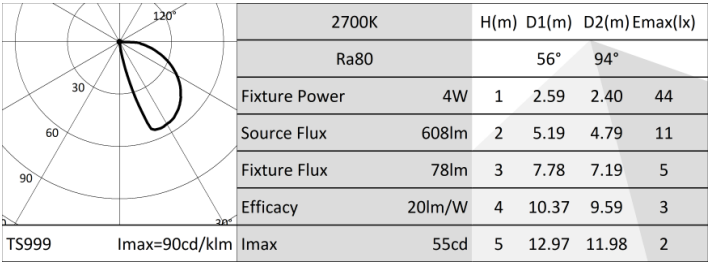 120°
30
60
90
30°
TS999 Imax=90cd/klm
2700K
Ra80
Fixture Power 4W
Source Flux 608lm
Fixture Flux 78lm
Efficacy 20lm/W
Imax 55cd
H(m) D1(m) D2(m) Emax(lx)
56° 94°
1 2.59 2.40 44
2 5.19 4.79 11
3 7.78 7.19 5
4 10.37 9.59 3
5 12.97 11.98 2